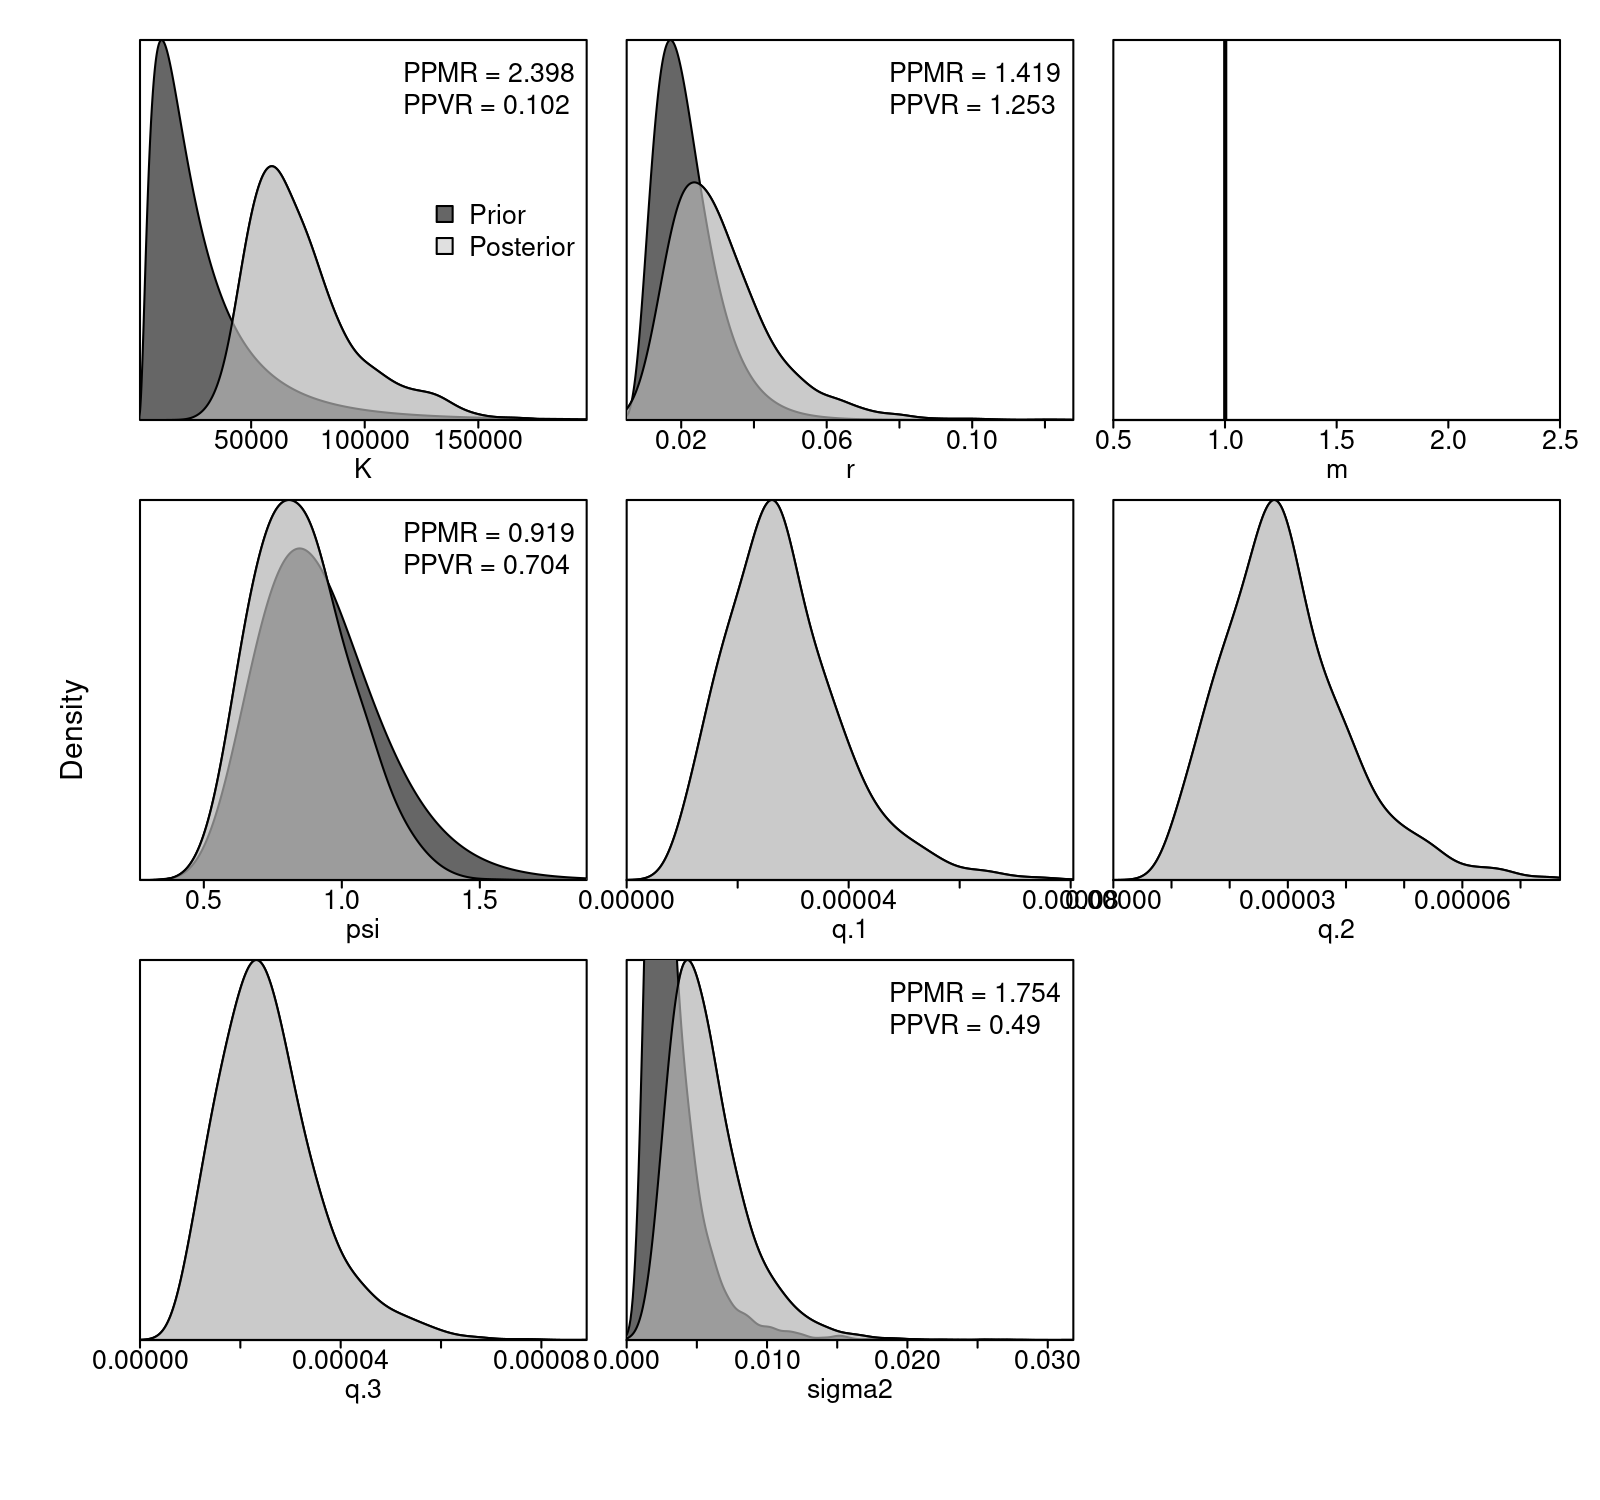 PPMR = 2.398
PPVR = 0.102
Prior
Posterior
50000 100000 150000
K
PPMR = 1.419
PPVR = 1.253
0.02 0.06 0.10
r
0.5 1.0 1.5 2.0 2.5
m
Density
PPMR = 0.919
PPVR = 0.704
0.5 1.0 1.5
psi
0.00000 0.00004 0.00008
q.1
0.00000 0.00003 0.00006
q.2
0.00000 0.00004 0.00008
q.3
PPMR = 1.754
PPVR = 0.49
0.000 0.010 0.020 0.030
sigma2